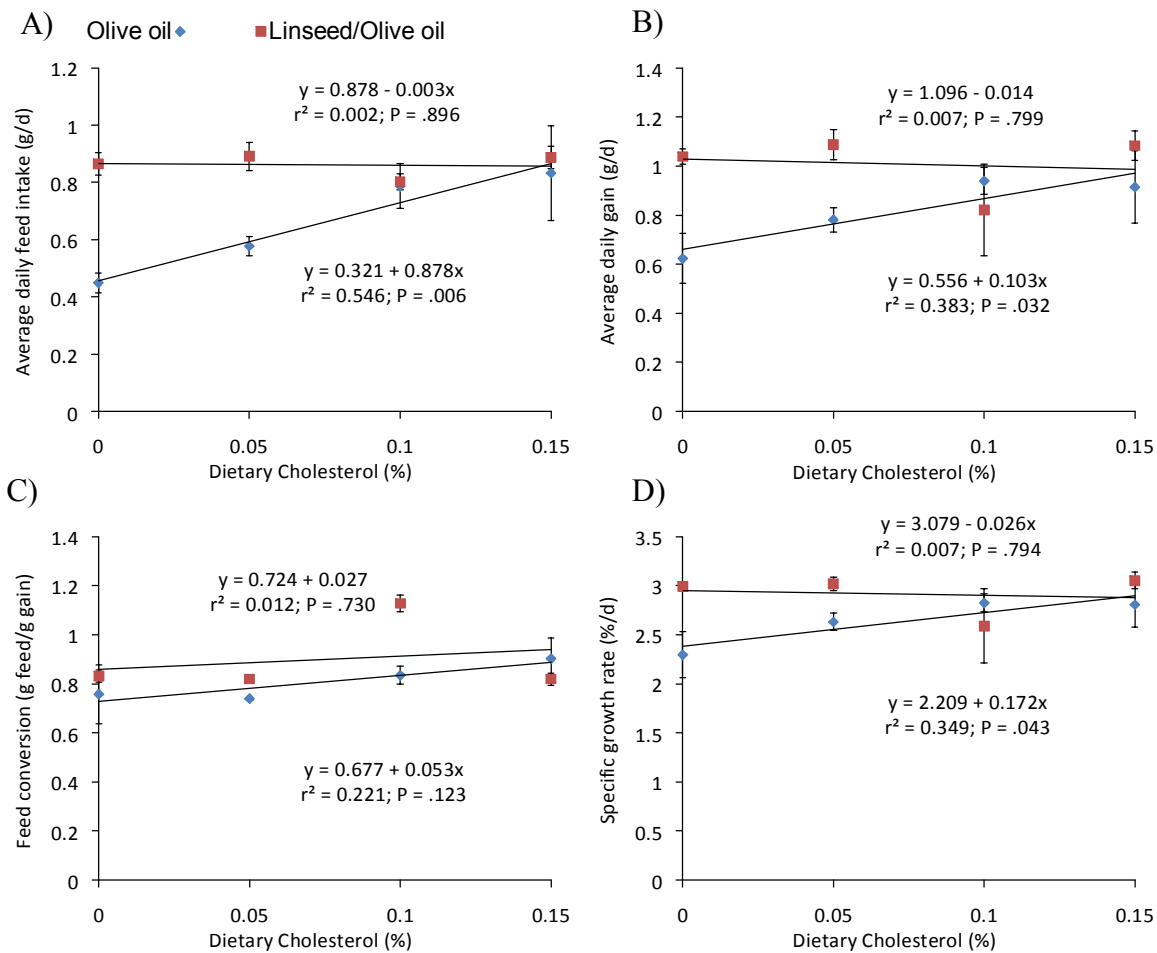 A)
Olive oil
Linseed/Olive oil
1.2
1
0.8
0.6
0.4
0.2
0
Average daily feed intake (g/d)
y = 0.878 - 0.003x
r² = 0.002; P = .896
y = 0.321 + 0.878x
r² = 0.546; P = .006
0
0.05
0.1
0.15
Dietary Cholesterol (%)
B)
1.4
1.2
1
0.8
0.6
0.4
0.2
0
Average daily gain (g/d)
y = 1.096 - 0.014
r² = 0.007; P = .799
y = 0.556 + 0.103x
r² = 0.383; P = .032
0
0.05
0.1
0.15
Dietary Cholesterol (%)
C)
1.4
1.2
1
0.8
0.6
0.4
0.2
0
Feed conversion (g feed/g gain)
y = 0.724 + 0.027
r² = 0.012; P = .730
y = 0.677 + 0.053x
r² = 0.221; P = .123
0
0.05
0.1
0.15
Dietary Cholesterol (%)
D)
3.5
3
2.5
2
1.5
1
0.5
0
Specific growth rate (%/d)
y = 3.079 - 0.026x
r² = 0.007; P = .794
y = 2.209 + 0.172x
r² = 0.349; P = .043
0
0.05
0.1
0.15
Dietary Cholesterol (%)